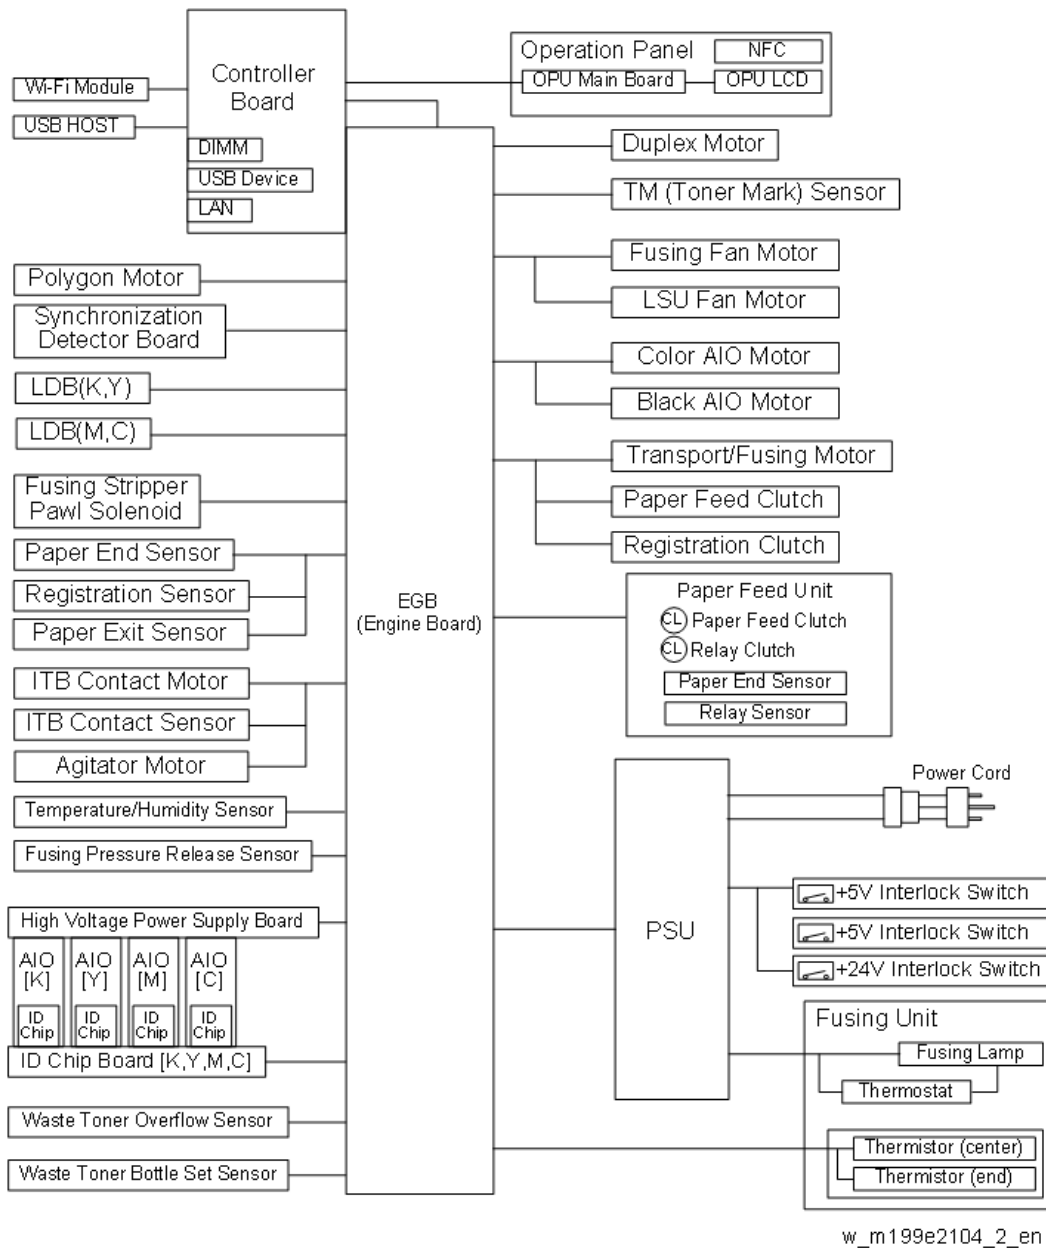 Controller
Board
Wi-Fi Module
USB HOST
DIMM
USB Device
LAN
Operation Panel
NFC
OPU Main Board
OPU LCD
Polygon Motor
Synchronization
Detector Board
LDB(K,Y)
LDB(M,C)
Fusing Stripper
Pawl Solenoid
Paper End Sensor
Registration Sensor
Paper Exit Sensor
ITB Contact Motor
ITB Contact Sensor
Agitator Motor
Temperature/Humidity Sensor
Fusing Pressure Release Sensor
High Voltage Power Supply Board
AIO
[K]
AIO
[Y]
AIO
[M]
AIO
[C]
ID
Chip
ID
Chip
ID
Chip
ID
Chip
ID Chip Board [K,Y,M,C]
Waste Toner Overflow Sensor
Waste Toner Bottle Set Sensor
EGB
(Engine Board)
Duplex Motor
TM (Toner Mark) Sensor
Fusing Fan Motor
LSU Fan Motor
Color AIO Motor
Black AIO Motor
Transport/Fusing Motor
Paper Feed Clutch
Registration Clutch
Paper Feed Unit
CL Paper Feed Clutch
CL Relay Clutch
Paper End Sensor
Relay Sensor
PSU
Power Cord
+5V Interlock Switch
+5V Interlock Switch
+24V Interlock Switch
Fusing Unit
Fusing Lamp
Thermostat
Thermistor (center)
Thermistor (end)
w_m199e2104_2_en